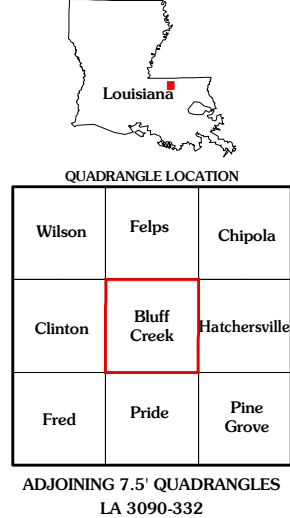 Louisiana
QUADRANGLE LOCATION
Wilson
Felps
Chipola
Clinton
Bluff
Creek
Hatchersville
Fred
Pride
Pine
Grove
ADJOINING 7.5' QUADRANGLES
LA 3090-332